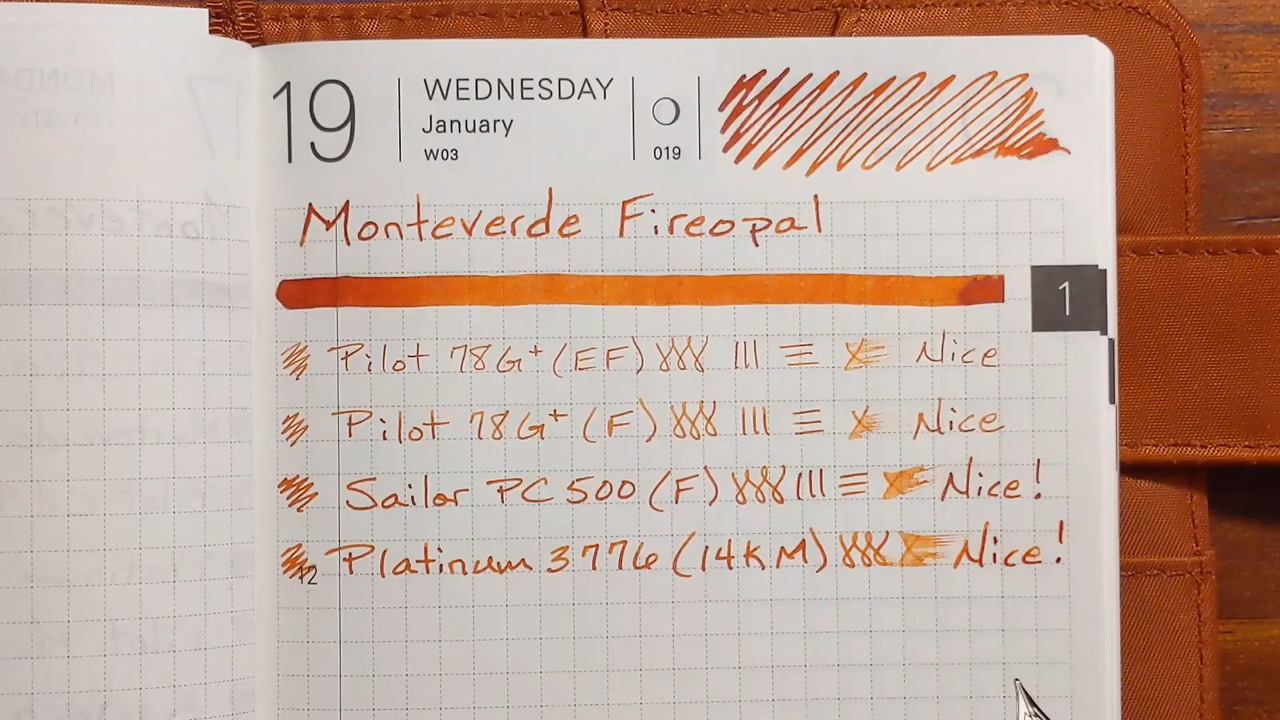 19 WEDNESDAY
January
W03 019
Monteverde Fireopal
1
Pilot 78G+ (EF) Nice
Pilot 78G+ (F) Nice
Sailor PC 500 (F) Nice!
Platinum 3776 (14K M) Nice!
12